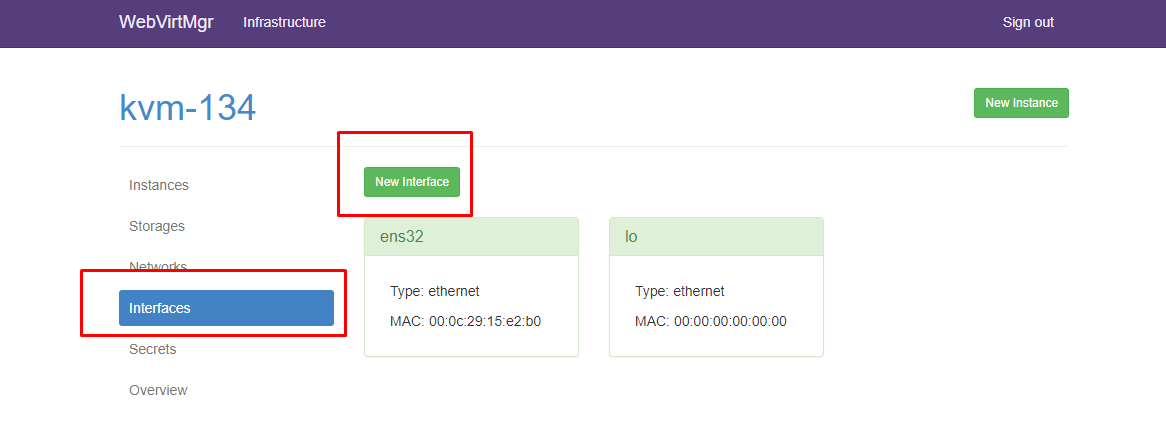 WebVirtMgr Infrastructure Sign out
kvm-134
New Instance
Instances
Storages
Networks
Interfaces
Secrets
Overview
New Interface
ens32
Type: ethernet
MAC: 00:0c:29:15:e2:b0
lo
Type: ethernet
MAC: 00:00:00:00:00:00